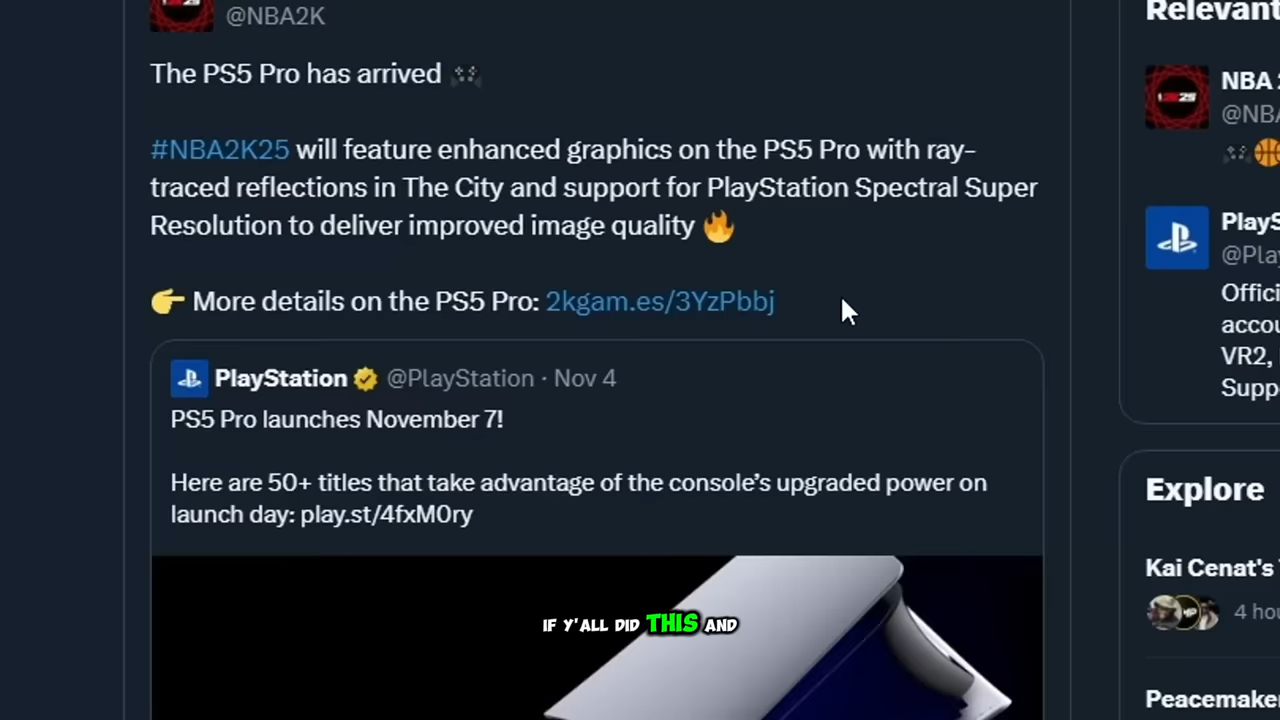 @NBA2K
The PS5 Pro has arrived 🎮
#NBA2K25 will feature enhanced graphics on the PS5 Pro with ray-
traced reflections in The City and support for PlayStation Spectral Super
Resolution to deliver improved image quality 🔥
👉 More details on the PS5 Pro: 2kgam.es/3YzPbbj
PlayStation @PlayStation · Nov 4
PS5 Pro launches November 7!
Here are 50+ titles that take advantage of the console's upgraded power on
launch day: play.st/4fxM0ry
IF Y'ALL DID THIS AND
Relevant
NBA
@NBA
PlayS
@Play
Offici
accou
VR2,
Supp
Explore
Kai Cenat's
4 hou
Peacemaker